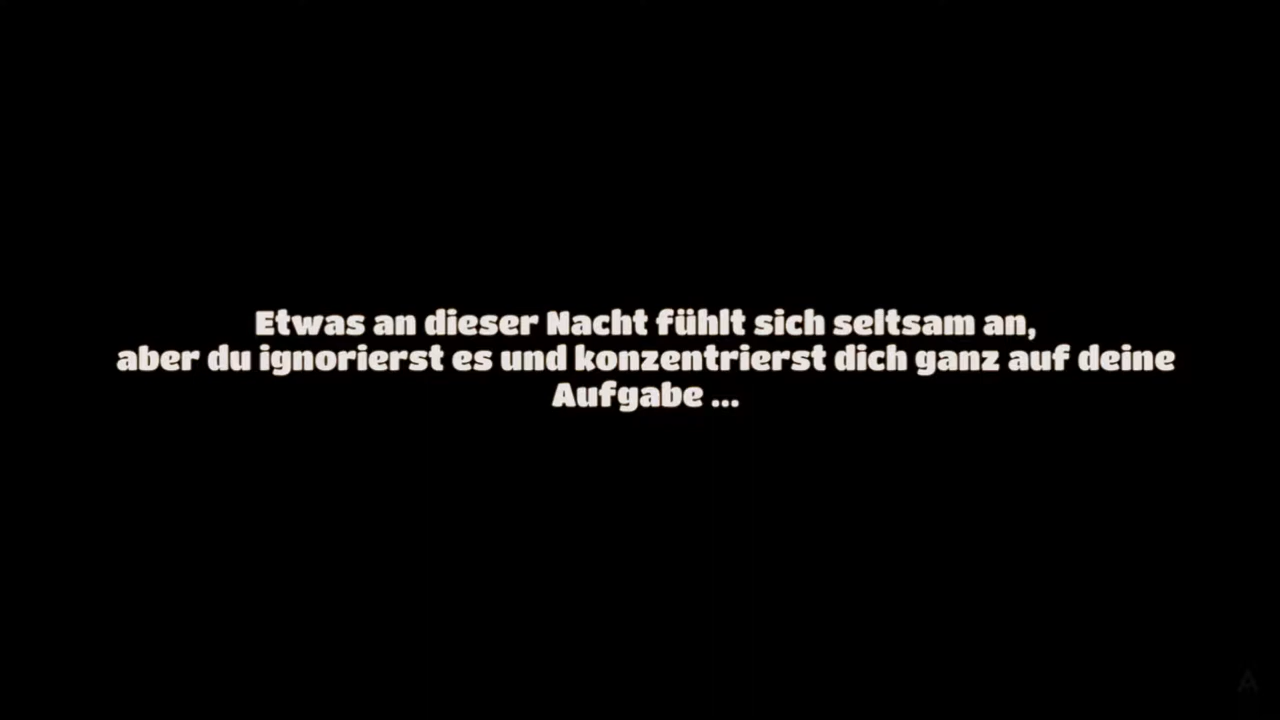 Etwas an dieser Nacht fühlt sich seltsam an,
aber du ignorierst es und konzentrierst dich ganz auf deine
Aufgabe ...